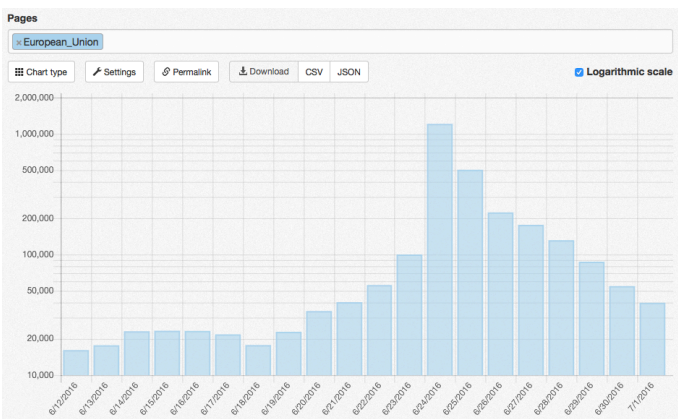 Pages
×European_Union
Chart type Settings Permalink Download CSV JSON Logarithmic scale
2,000,000
1,000,000
500,000
200,000
100,000
50,000
20,000
10,000
6/12/2016 6/13/2016 6/14/2016 6/15/2016 6/16/2016 6/17/2016 6/18/2016 6/19/2016 6/20/2016 6/21/2016 6/22/2016 6/23/2016 6/24/2016 6/25/2016 6/26/2016 6/27/2016 6/28/2016 6/29/2016 6/30/2016 7/1/2016